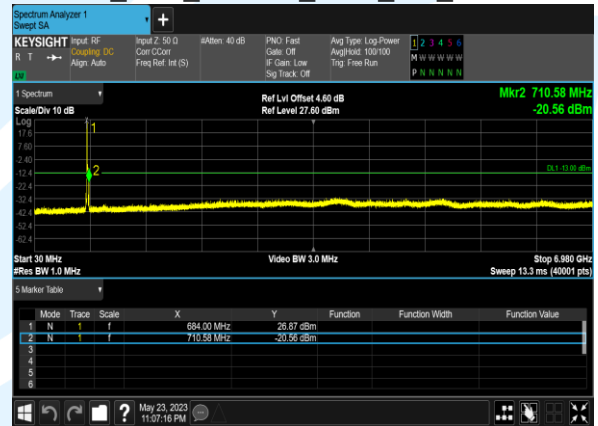 Spectrum Analyzer 1
Swept SA
+
KEYSIGHT
R T
LV
Input: RF
Coupling: DC
Align: Auto
Input Z: 50 Ω
Corr CCorr
Freq Ref: Int (S)
#Atten: 40 dB
PNO: Fast
Gate: Off
IF Gain: Low
Sig Track: Off
Avg Type: Log-Power
Avg|Hold: 100/100
Trig: Free Run
1 2 3 4 5 6
M W W W W W
P N N N N N
1 Spectrum
Scale/Div 10 dB
Ref Lvl Offset 4.60 dB
Ref Level 27.60 dBm
Mkr2 710.58 MHz
-20.56 dBm
Log
17.6
7.60
-2.40
-12.4
-22.4
-32.4
-42.4
-52.4
-62.4
1
2
DL1 -13.00 dBm
Start 30 MHz
#Res BW 1.0 MHz
Video BW 3.0 MHz
Stop 6.980 GHz
Sweep 13.3 ms (40001 pts)
5 Marker Table
Mode Trace Scale X Y Function Function Width Function Value
1 N 1 f 684.00 MHz 26.87 dBm
2 N 1 f 710.58 MHz -20.56 dBm
3
4
5
6
?
May 23, 2023
11:07:16 PM